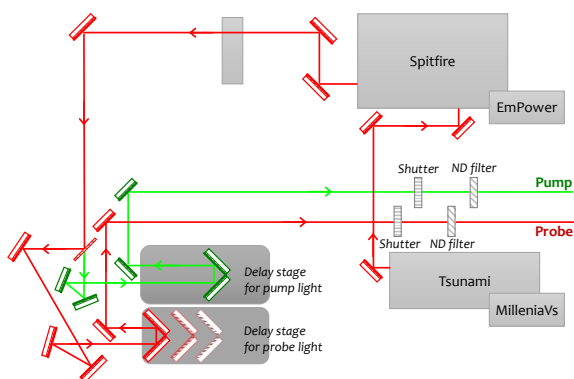 Spitfire
EmPower
Shutter
ND filter
Pump
Probe
Shutter
ND filter
Delay stage
for pump light
Tsunami
MilleniaVs
Delay stage
for probe light